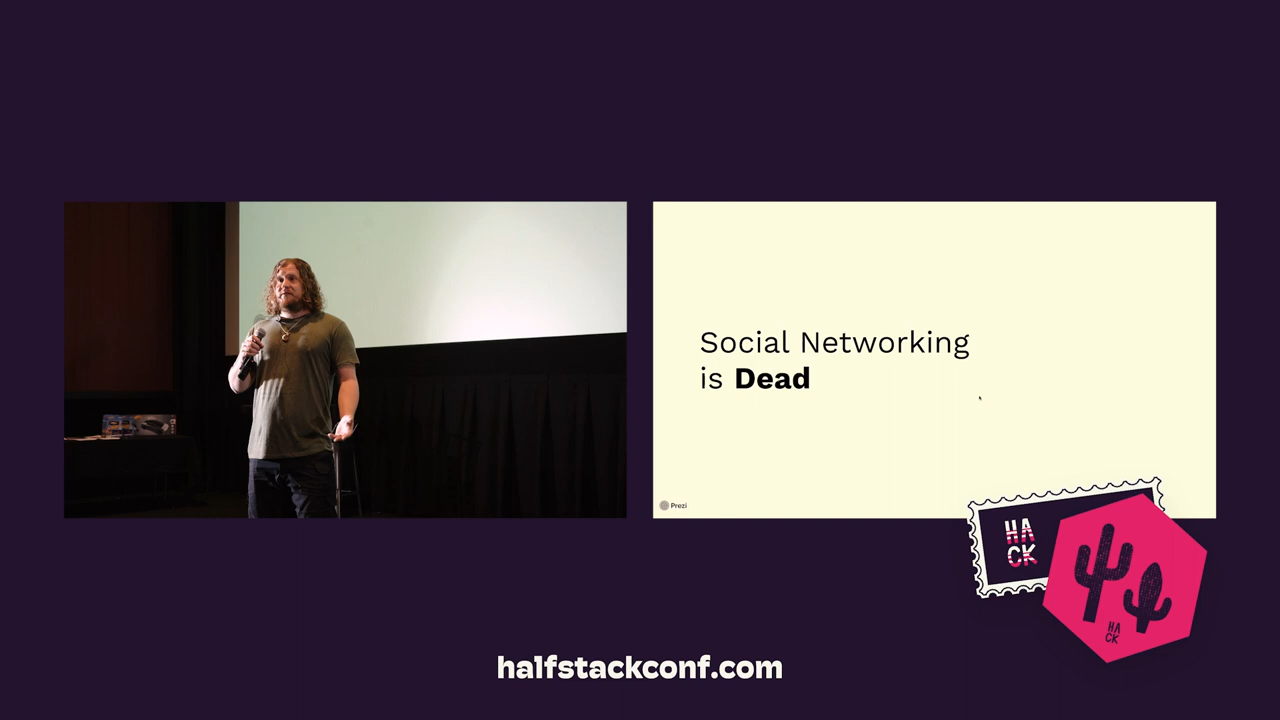 Social Networking
is Dead
Prezi
HA
CK
HA
CK
halfstackconf.com